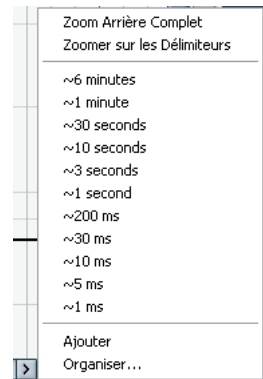 Zoom Arrière Complet
Zoomer sur les Délimiteurs
~6 minutes
~1 minute
~30 seconds
~10 seconds
~3 seconds
~1 second
~200 ms
~30 ms
~10 ms
~5 ms
~1 ms
Ajouter
Organiser...